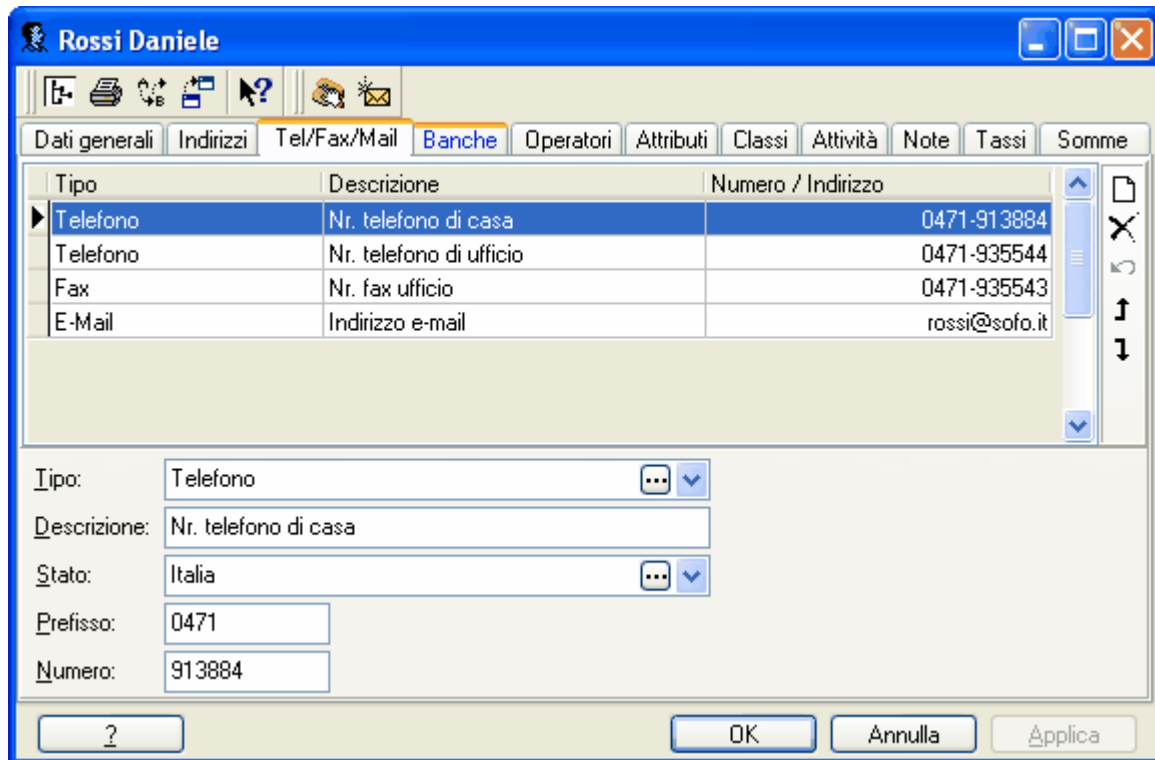 Rossi Daniele
Dati generali Indirizzi Tel/Fax/Mail Banche Operatori Attributi Classi Attività Note Tassi Somme
Tipo Descrizione Numero / Indirizzo
Telefono Nr. telefono di casa 0471-913884
Telefono Nr. telefono di ufficio 0471-935544
Fax Nr. fax ufficio 0471-935543
E-Mail Indirizzo e-mail rossi@sofo.it
Tipo: Telefono ...
Descrizione: Nr. telefono di casa
Stato: Italia ...
Prefisso: 0471
Numero: 913884
? OK Annulla Applica